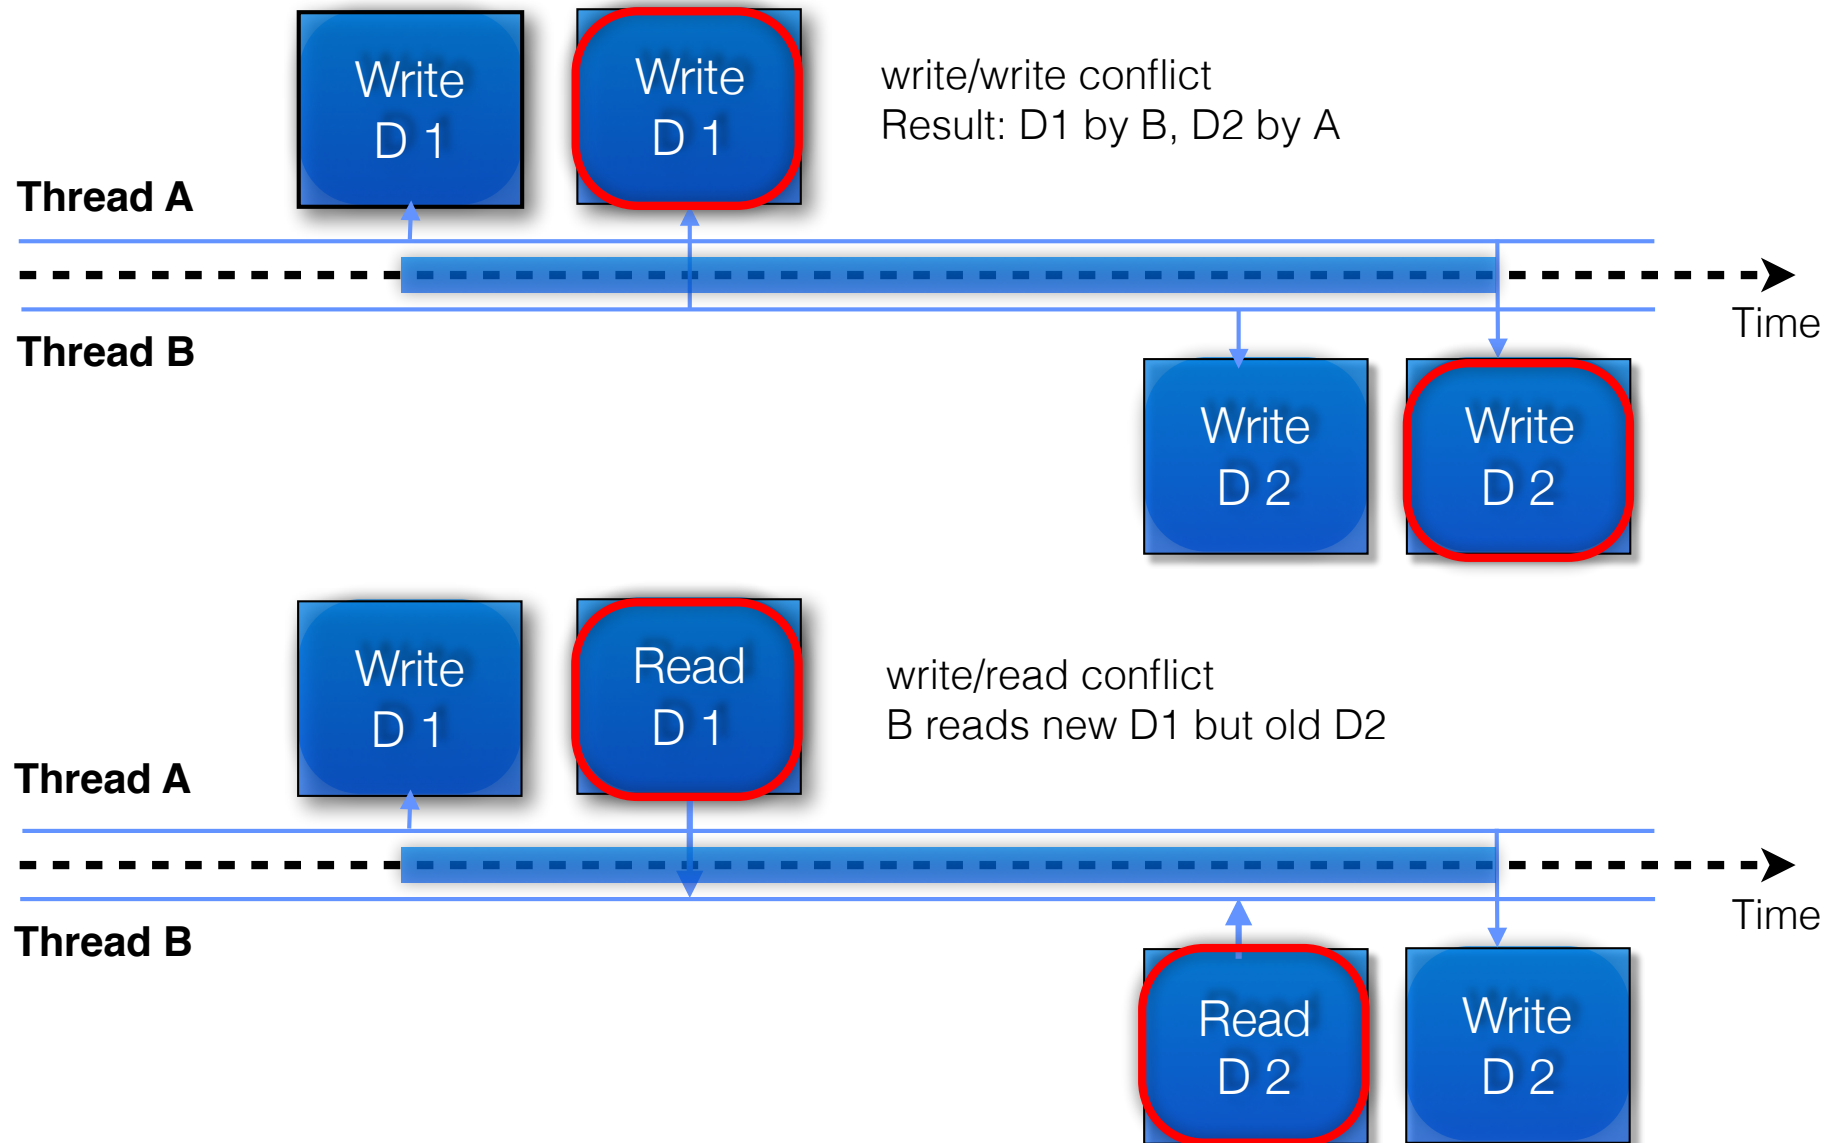 Write
D 1
Write
D 1
write/write conflict
Result: D1 by B, D2 by A
Thread A
Time
Thread B
Write
D 2
Write
D 2
Write
D 1
Read
D 1
write/read conflict
B reads new D1 but old D2
Thread A
Time
Thread B
Read
D 2
Write
D 2